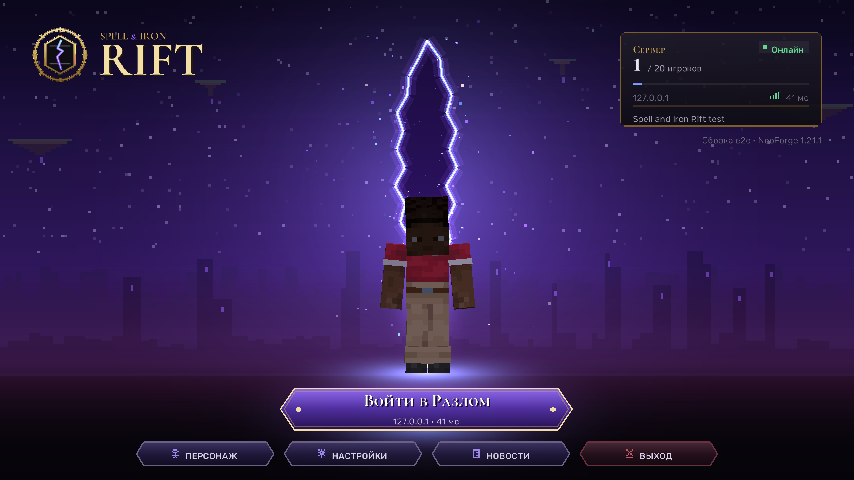 SPELL & IRON
RIFT
Сервер
Онлайн
1 / 20 игроков
127.0.0.1 41 мс
Spell and Iron Rift test
Сборка e2e • NeoForge 1.21.1
Войти в Разлом
127.0.0.1 • 41 мс
ПЕРСОНАЖ
НАСТРОЙКИ
НОВОСТИ
ВЫХОД